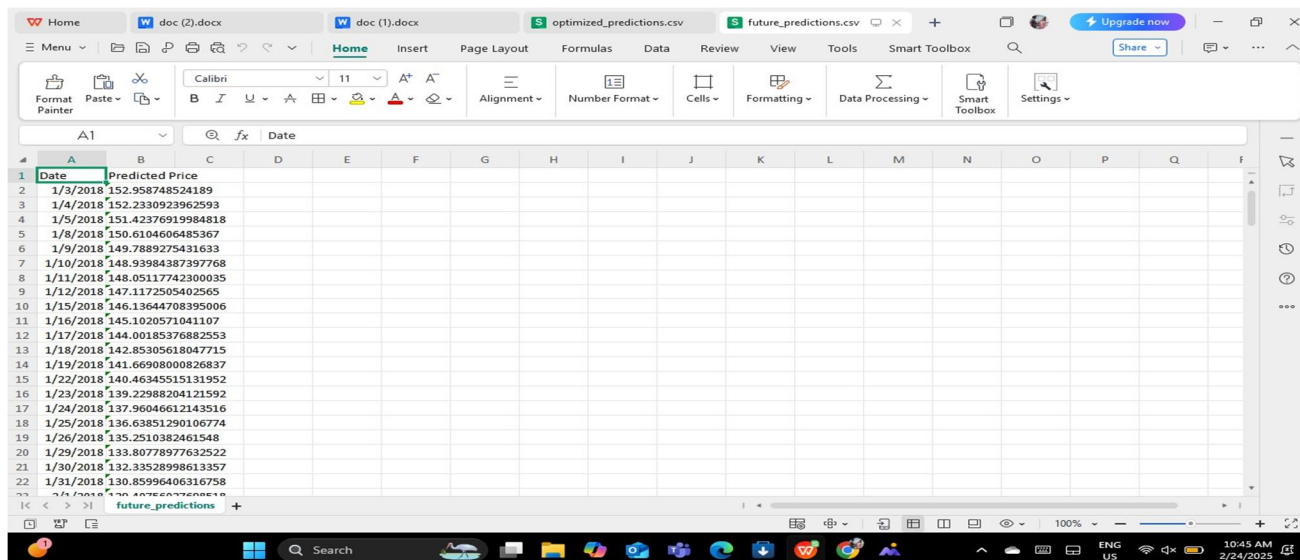 Home doc (2).docx doc (1).docx optimized_predictions.csv future_predictions.csv + Upgrade now
Menu Home Insert Page Layout Formulas Data Review View Tools Smart Toolbox Share
Calibri 11 A+ A-
Format Painter Paste B I U A Alignment Number Format Cells Formatting Data Processing Smart Toolbox Settings
A1 fx Date
A B C D E F G H I J K L M N O P Q
1 Date Predicted Price
2 1/3/2018 152.958748524189
3 1/4/2018 152.2330923962593
4 1/5/2018 151.42376919984818
5 1/8/2018 150.6104606485367
6 1/9/2018 149.7889275431633
7 1/10/2018 148.93984387397768
8 1/11/2018 148.05117742300035
9 1/12/2018 147.1172505402565
10 1/15/2018 146.13644708395006
11 1/16/2018 145.1020571041107
12 1/17/2018 144.00185376882553
13 1/18/2018 142.85305618047715
14 1/19/2018 141.66908000826837
15 1/22/2018 140.46345515131952
16 1/23/2018 139.22988204121592
17 1/24/2018 137.96046612143516
18 1/25/2018 136.63851290106774
19 1/26/2018 135.2510382461548
20 1/29/2018 133.80778977632522
21 1/30/2018 132.33528998613357
22 1/31/2018 130.85996406316758
future_predictions +
100% - +
Search ENG US 10:45 AM 2/24/2025